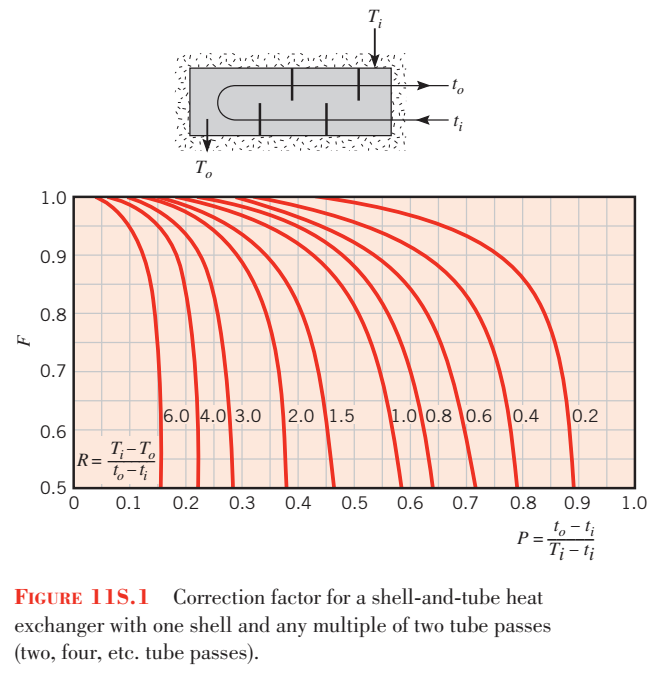 T_i
t_o
t_i
T_o
1.0
0.9
0.8
F
0.7
0.6
6.0 4.0 3.0 2.0 1.5 1.0 0.8 0.6 0.4 0.2
R = (T_i – T_o) / (t_o – t_i)
0.5
0 0.1 0.2 0.3 0.4 0.5 0.6 0.7 0.8 0.9 1.0
P = (t_o – t_i) / (T_i – t_i)
FIGURE 11S.1 Correction factor for a shell-and-tube heat
exchanger with one shell and any multiple of two tube passes
(two, four, etc. tube passes).